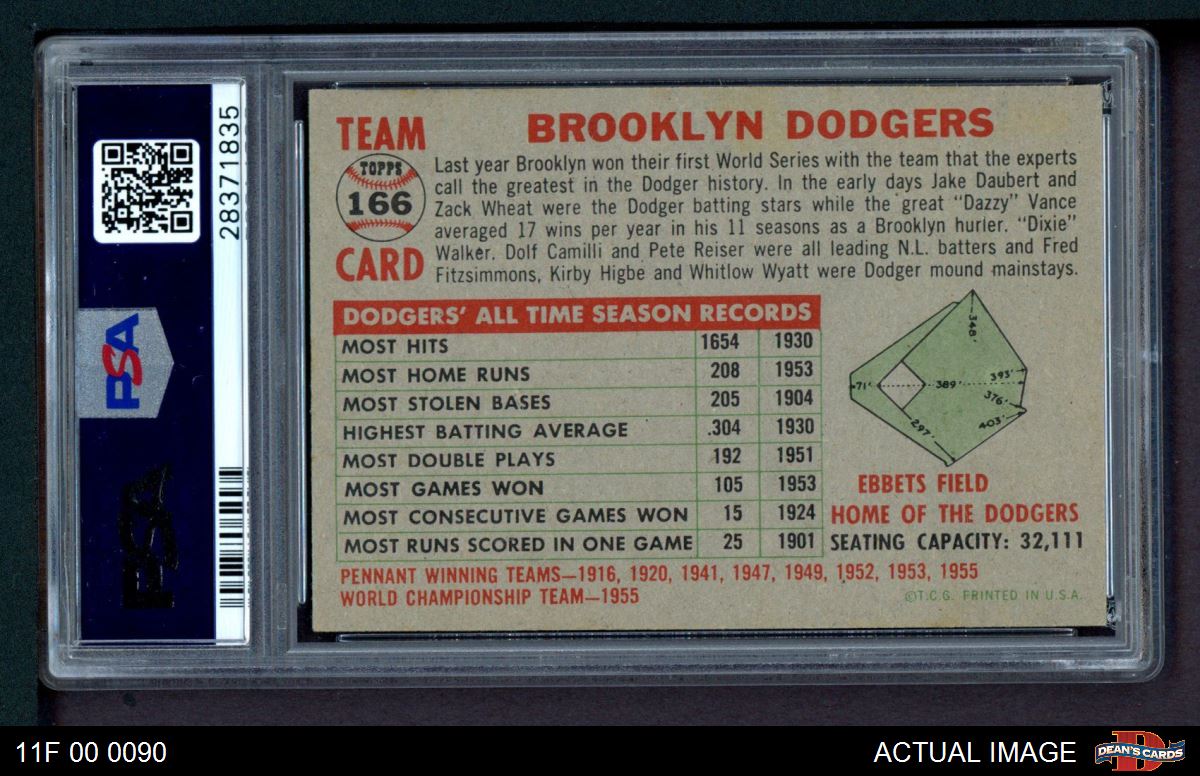 28371835
PSA
PSA
TEAM
TOPPS
166
CARD
BROOKLYN DODGERS
Last year Brooklyn won their first World Series with the team that the experts
call the greatest in the Dodger history. In the early days Jake Daubert and
Zack Wheat were the Dodger batting stars while the great "Dazzy" Vance
averaged 17 wins per year in his 11 seasons as a Brooklyn hurler. "Dixie"
Walker, Dolf Camilli and Pete Reiser were all leading N.L. batters and Fred
Fitzsimmons, Kirby Higbe and Whitlow Wyatt were Dodger mound mainstays.
DODGERS' ALL TIME SEASON RECORDS
MOST HITS 1654 1930
MOST HOME RUNS 208 1953
MOST STOLEN BASES 205 1904
HIGHEST BATTING AVERAGE .304 1930
MOST DOUBLE PLAYS 192 1951
MOST GAMES WON 105 1953
MOST CONSECUTIVE GAMES WON 15 1924
MOST RUNS SCORED IN ONE GAME 25 1901
348'
393'
71' 389'
376'
403'
297'
EBBETS FIELD
HOME OF THE DODGERS
SEATING CAPACITY: 32,111
PENNANT WINNING TEAMS—1916, 1920, 1941, 1947, 1949, 1952, 1953, 1955
WORLD CHAMPIONSHIP TEAM—1955
©T.C.G. PRINTED IN U.S.A.
11F 00 0090
ACTUAL IMAGE
DEAN'S CARDS